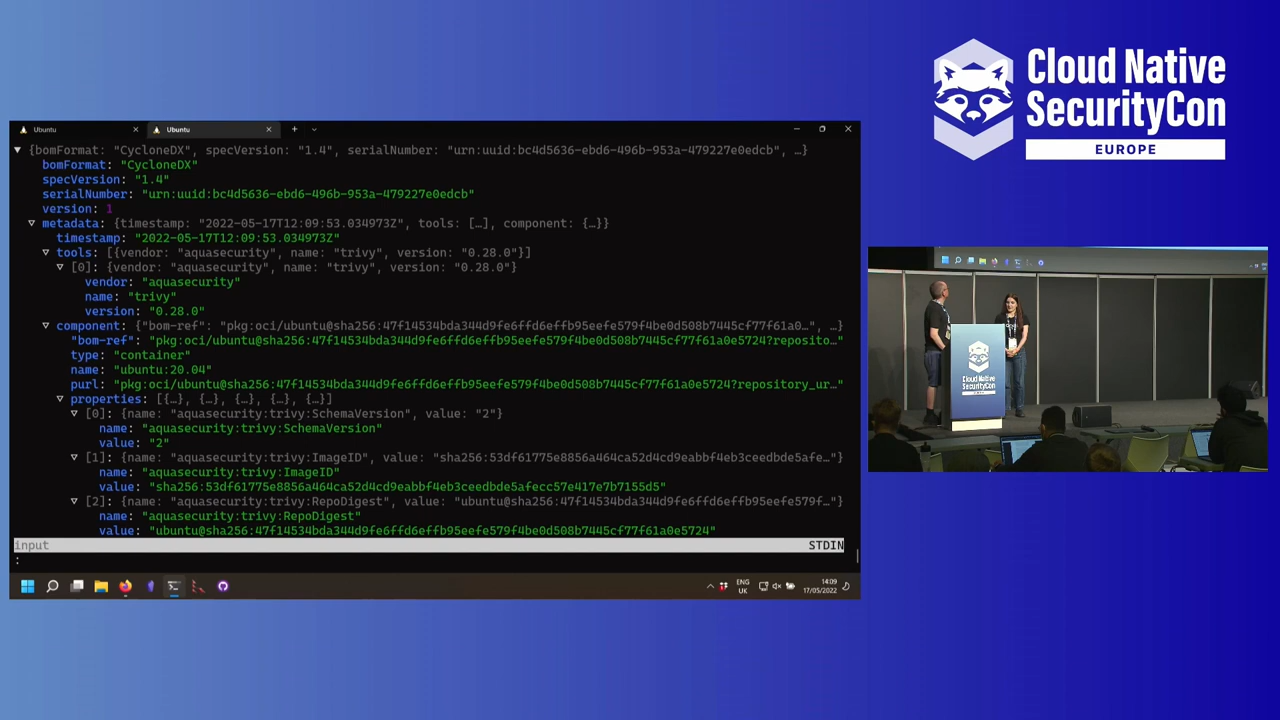 Cloud Native
SecurityCon
EUROPE
Ubuntu
Ubuntu
{bomFormat: "CycloneDX", specVersion: "1.4", serialNumber: "urn:uuid:bc4d5636-ebd6-496b-953a-479227e0edcb", …}
bomFormat: "CycloneDX"
specVersion: "1.4"
serialNumber: "urn:uuid:bc4d5636-ebd6-496b-953a-479227e0edcb"
version: 1
metadata: {timestamp: "2022-05-17T12:09:53.034973Z", tools: […], component: {…}}
timestamp: "2022-05-17T12:09:53.034973Z"
tools: [{vendor: "aquasecurity", name: "trivy", version: "0.28.0"}]
[0]: {vendor: "aquasecurity", name: "trivy", version: "0.28.0"}
vendor: "aquasecurity"
name: "trivy"
version: "0.28.0"
component: {"bom-ref": "pkg:oci/ubuntu@sha256:47f14534bda344d9fe6ffd6effb95eefe579f4be0d508b7445cf77f61a0…", …}
"bom-ref": "pkg:oci/ubuntu@sha256:47f14534bda344d9fe6ffd6effb95eefe579f4be0d508b7445cf77f61a0e5724?reposito…"
type: "container"
name: "ubuntu:20.04"
purl: "pkg:oci/ubuntu@sha256:47f14534bda344d9fe6ffd6effb95eefe579f4be0d508b7445cf77f61a0e5724?repository_ur…"
properties: [{…}, {…}, {…}, {…}, {…}]
[0]: {name: "aquasecurity:trivy:SchemaVersion", value: "2"}
name: "aquasecurity:trivy:SchemaVersion"
value: "2"
[1]: {name: "aquasecurity:trivy:ImageID", value: "sha256:53df61775e8856a464ca52d4cd9eabbf4eb3ceedbde5afe…"}
name: "aquasecurity:trivy:ImageID"
value: "sha256:53df61775e8856a464ca52d4cd9eabbf4eb3ceedbde5afecc57e417e7b7155d5"
[2]: {name: "aquasecurity:trivy:RepoDigest", value: "ubuntu@sha256:47f14534bda344d9fe6ffd6effb95eefe579f…"}
name: "aquasecurity:trivy:RepoDigest"
value: "ubuntu@sha256:47f14534bda344d9fe6ffd6effb95eefe579f4be0d508b7445cf77f61a0e5724"
input STDIN
:
ENG
UK
14:09
17/05/2022
Cloud Native
SecurityCon